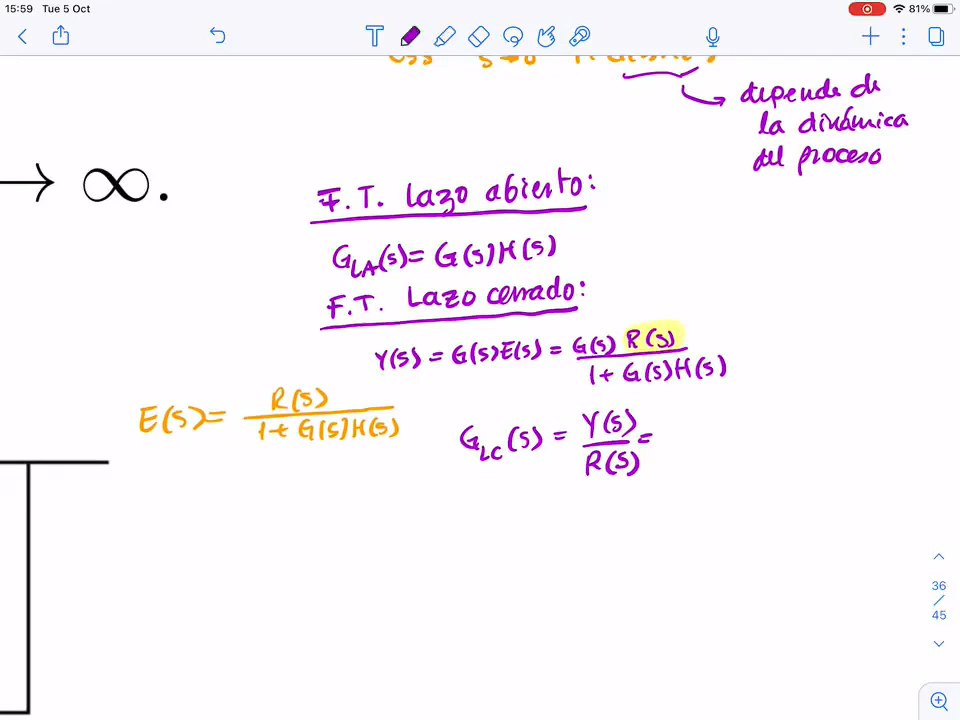 15:59 Tue 5 Oct
81%
depende de
la dinámica
del proceso
→ ∞.
F.T. Lazo abierto:
G_LA(s) = G(s)H(s)
F.T. Lazo cerrado:
Y(s) = G(s)E(s) = G(s) R(s) / 1 + G(s)H(s)
E(s) = R(s) / 1 + G(s)H(s)
G_LC(s) = Y(s) / R(s) =
36
/
45